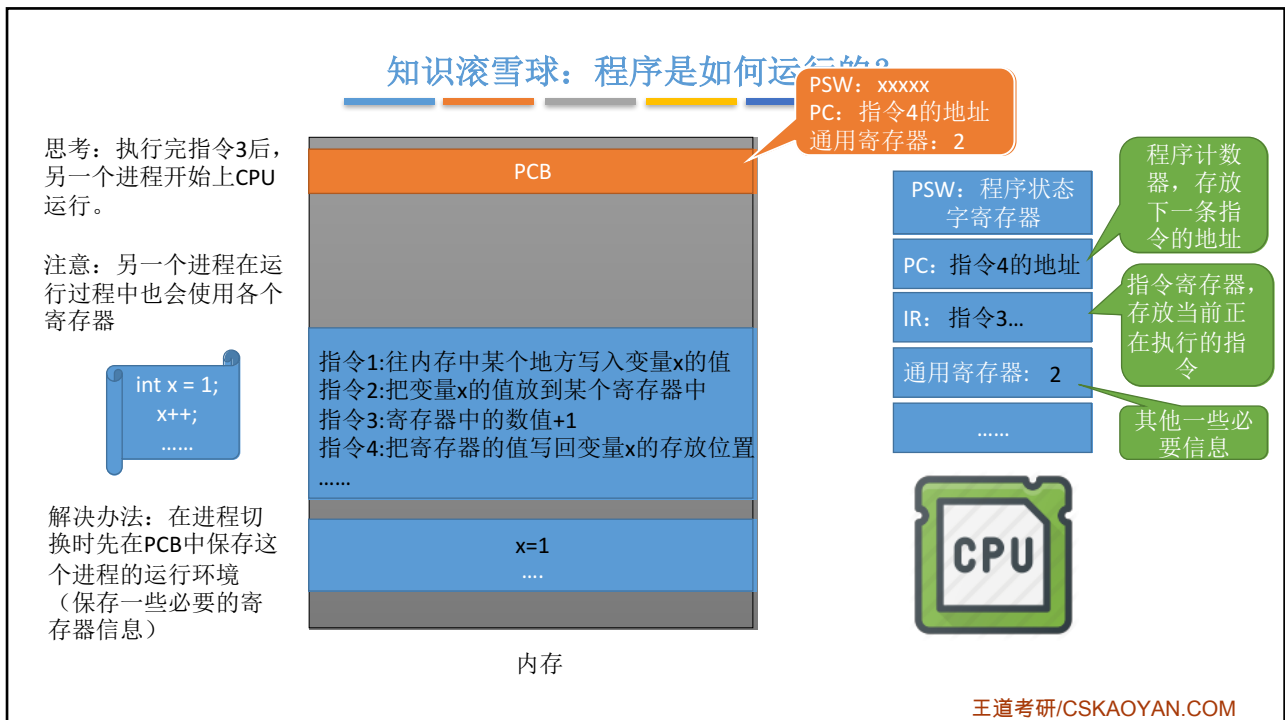 知识滚雪球：程序是如何运行的？
PSW：xxxxx
PC：指令4的地址
通用寄存器：2
思考：执行完指令3后，
另一个进程开始上CPU
运行。
注意：另一个进程在运
行过程中也会使用各个
寄存器
int x = 1;
x++;
……
解决办法：在进程切
换时先在PCB中保存这
个进程的运行环境
（保存一些必要的寄
存器信息）
PCB
指令1:往内存中某个地方写入变量x的值
指令2:把变量x的值放到某个寄存器中
指令3:寄存器中的数值+1
指令4:把寄存器的值写回变量x的存放位置
……
x=1
….
内存
PSW：程序状态
字寄存器
PC：指令4的地址
IR： 指令3…
通用寄存器： 2
……
程序计数
器，存放
下一条指
令的地址
指令寄存器，
存放当前正
在执行的指
令
其他一些必
要信息
CPU
王道考研/CSKAOYAN.COM